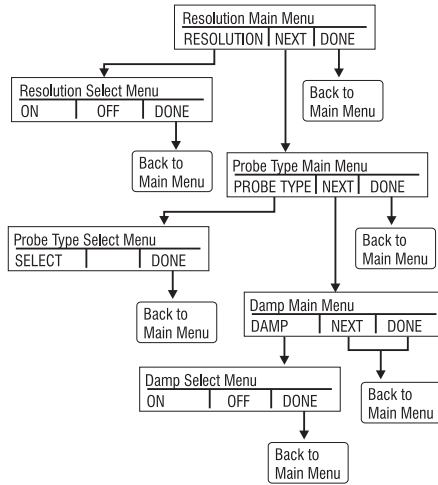 Resolution Main Menu
RESOLUTION NEXT DONE
Resolution Select Menu
ON OFF DONE
Back to
Main Menu
Back to
Main Menu
Probe Type Main Menu
PROBE TYPE NEXT DONE
Probe Type Select Menu
SELECT DONE
Back to
Main Menu
Back to
Main Menu
Damp Main Menu
DAMP NEXT DONE
Damp Select Menu
ON OFF DONE
Back to
Main Menu
Back to
Main Menu